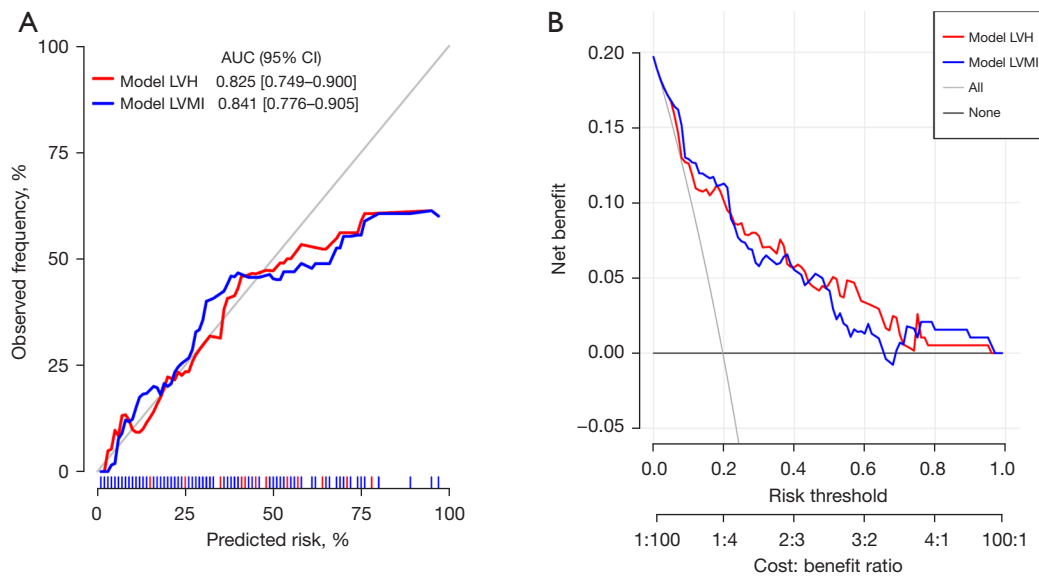 A
AUC (95% CI)
Model LVH 0.825 [0.749–0.900]
Model LVMI 0.841 [0.776–0.905]
Observed frequency, %
100
75
50
25
0
0 25 50 75 100
Predicted risk, %
B
Model LVH
Model LVMI
All
None
Net benefit
0.20
0.15
0.10
0.05
0.00
−0.05
0.0 0.2 0.4 0.6 0.8 1.0
Risk threshold
1:100 1:4 2:3 3:2 4:1 100:1
Cost: benefit ratio